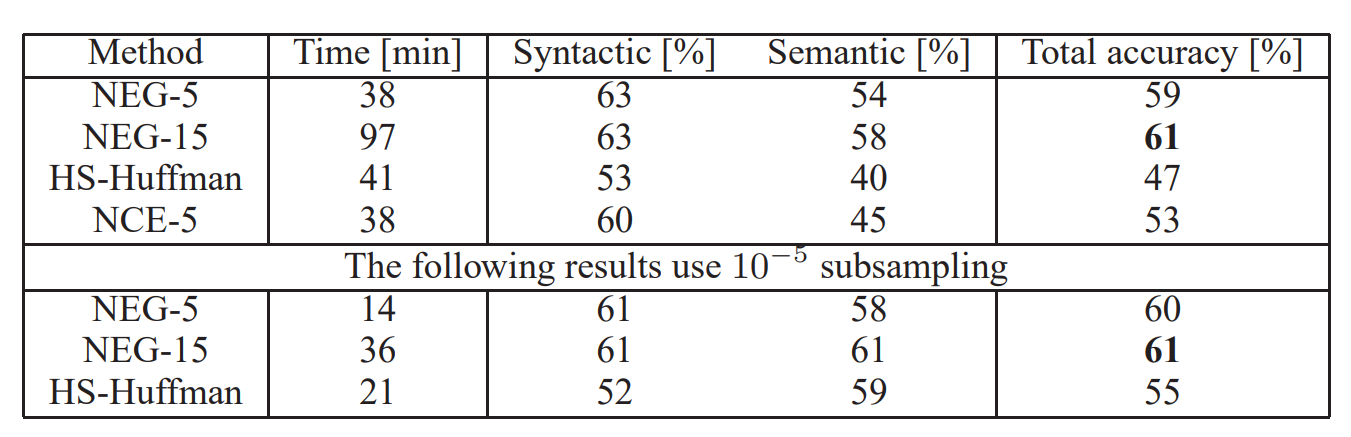 Method Time [min] Syntactic [%] Semantic [%] Total accuracy [%]
NEG-5 38 63 54 59
NEG-15 97 63 58 61
HS-Huffman 41 53 40 47
NCE-5 38 60 45 53
The following results use 10⁻⁵ subsampling
NEG-5 14 61 58 60
NEG-15 36 61 61 61
HS-Huffman 21 52 59 55